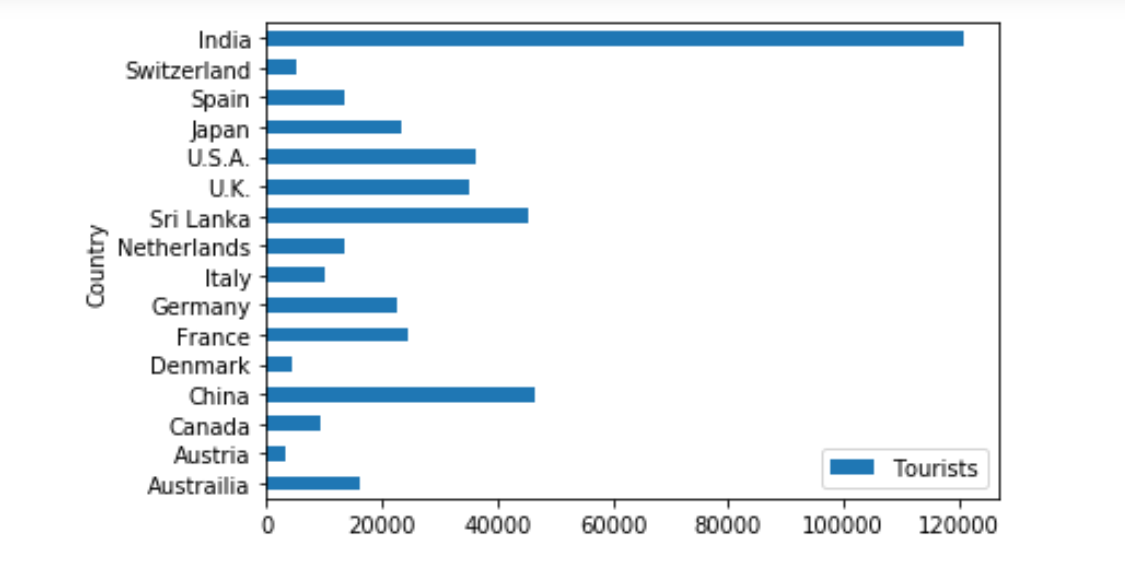 India
Switzerland
Spain
Japan
U.S.A.
U.K.
Sri Lanka
Netherlands
Italy
Germany
France
Denmark
China
Canada
Austria
Austrailia
Country
Tourists
0 20000 40000 60000 80000 100000 120000